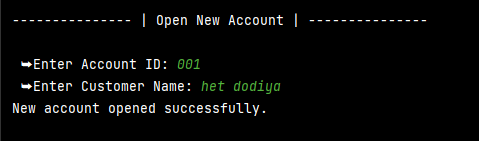 --------------- | Open New Account | ---------------
➥Enter Account ID: 001
➥Enter Customer Name: het dodiya
New account opened successfully.